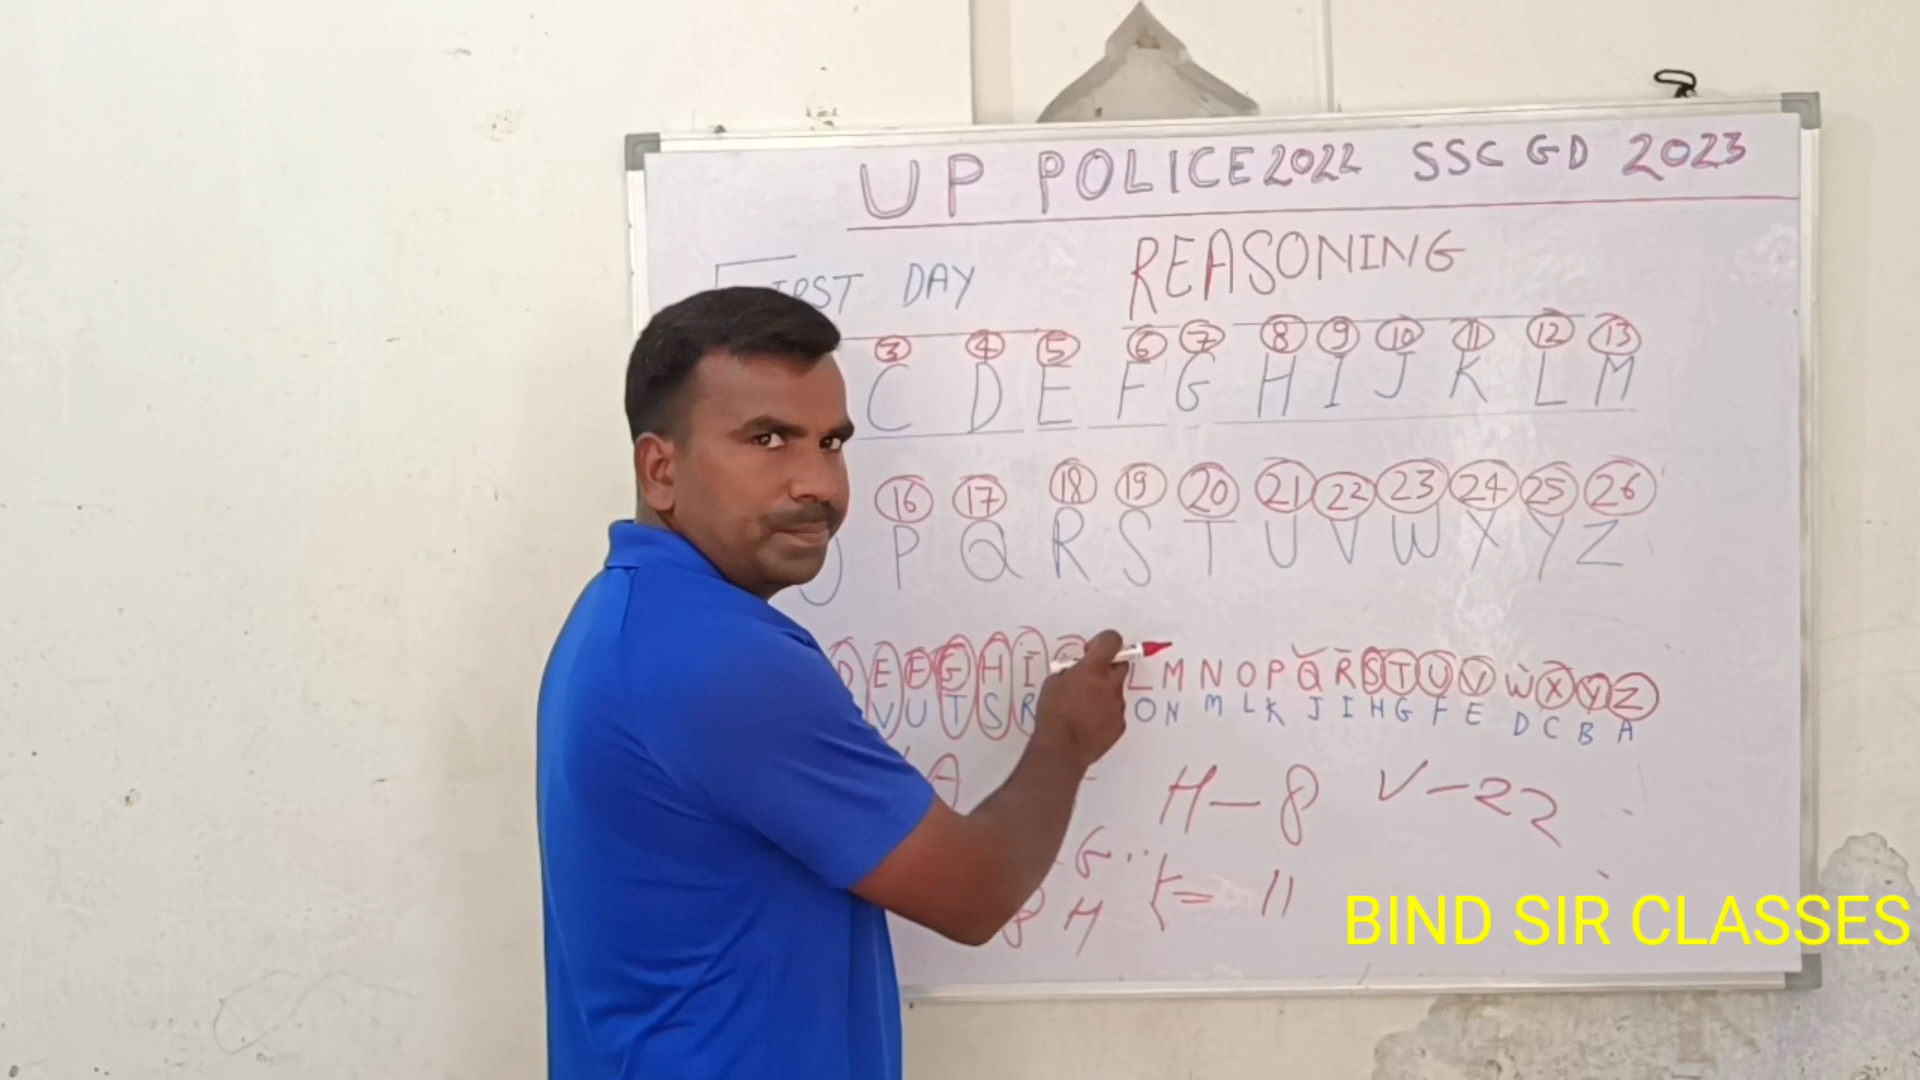 UP POLICE 2022 SSC GD 2023
FIRST DAY REASONING
3 4 5 6 7 8 9 10 11 12 13
C D E F G H I J K L M
16 17 18 19 20 21 22 23 24 25 26
P Q R S T U V W X Y Z
D E F G H I L M N O P Q R S T U V W X Y Z
V U T S R O N M L K J I H G F E D C B A
A H - 8 V - 22
G = 11
H
BIND SIR CLASSES